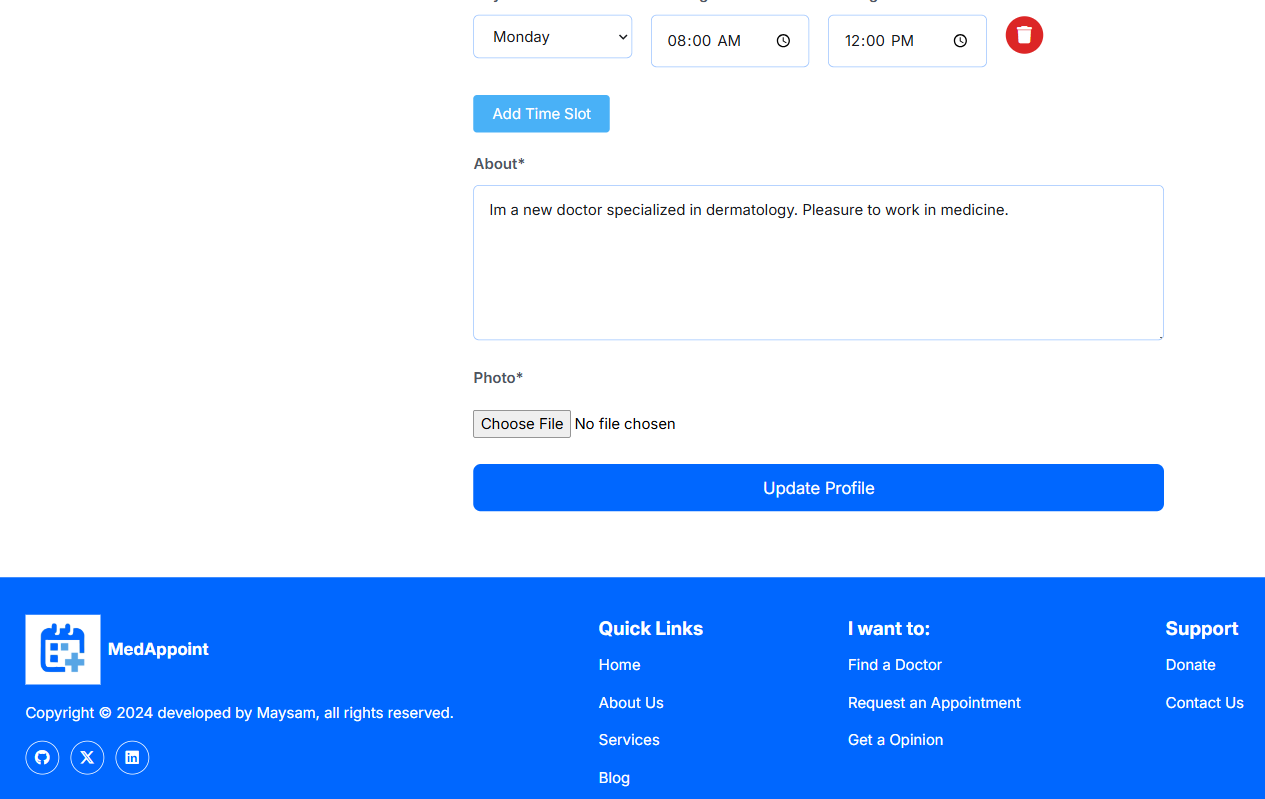 Monday 08:00 AM 12:00 PM
Add Time Slot
About*
Im a new doctor specialized in dermatology. Pleasure to work in medicine.
Photo*
Choose File No file chosen
Update Profile
MedAppoint
Copyright © 2024 developed by Maysam, all rights reserved.
Quick Links
Home
About Us
Services
Blog
I want to:
Find a Doctor
Request an Appointment
Get a Opinion
Support
Donate
Contact Us